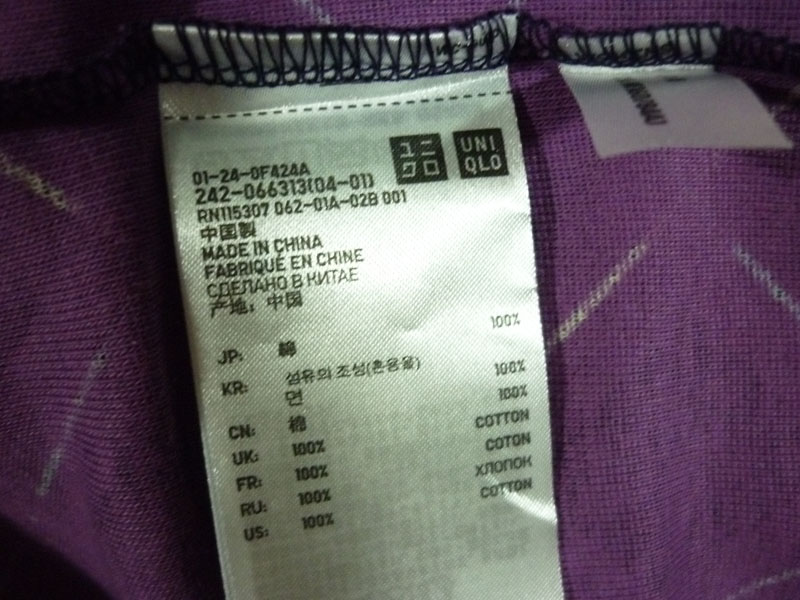 ユニ
クロ
UNI
QLO
01-24-0F424A
242-066313(04-01)
RN115307 062-01A-02B 001
中国製
MADE IN CHINA
FABRIQUÉ EN CHINE
СДЕЛАНО В КИТАЕ
产地：中国
JP: 綿 100%
KR: 섬유의 조성(혼용율)
면 100%
CN: 棉 100%
UK: 100% COTTON
FR: 100% COTON
RU: 100% ХЛОПОК
US: 100% COTTON